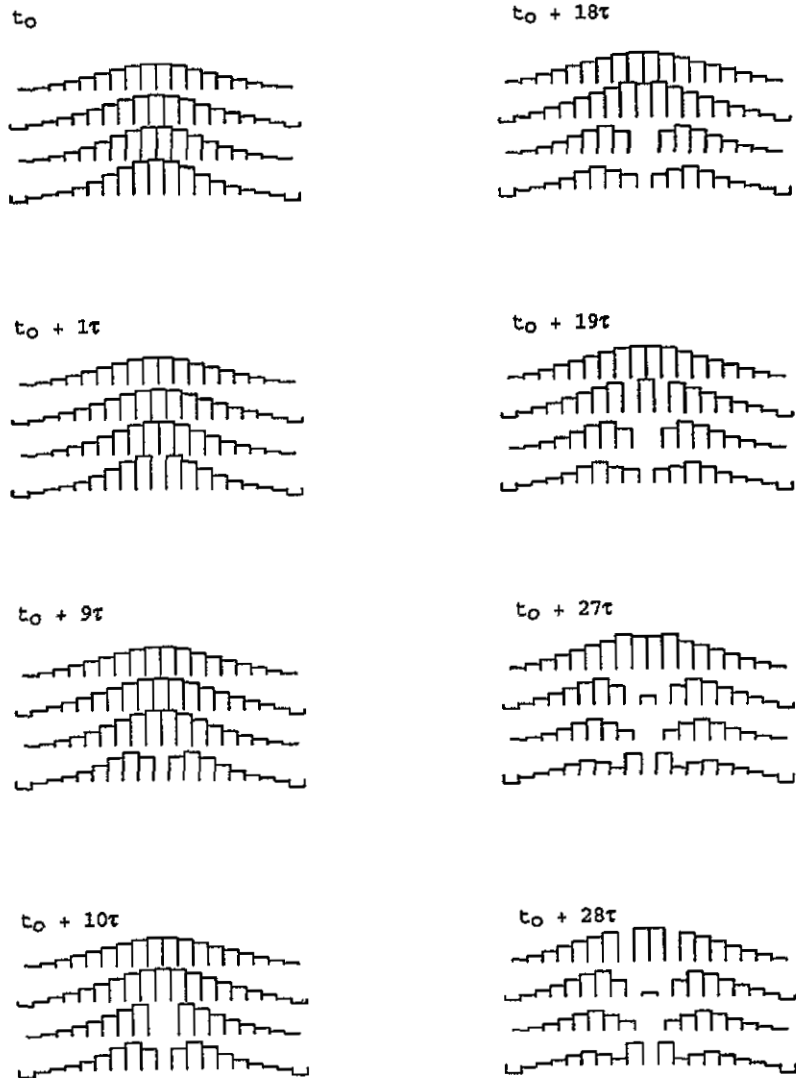 t₀
t₀ + 1τ
t₀ + 9τ
t₀ + 10τ
t₀ + 18τ
t₀ + 19τ
t₀ + 27τ
t₀ + 28τ